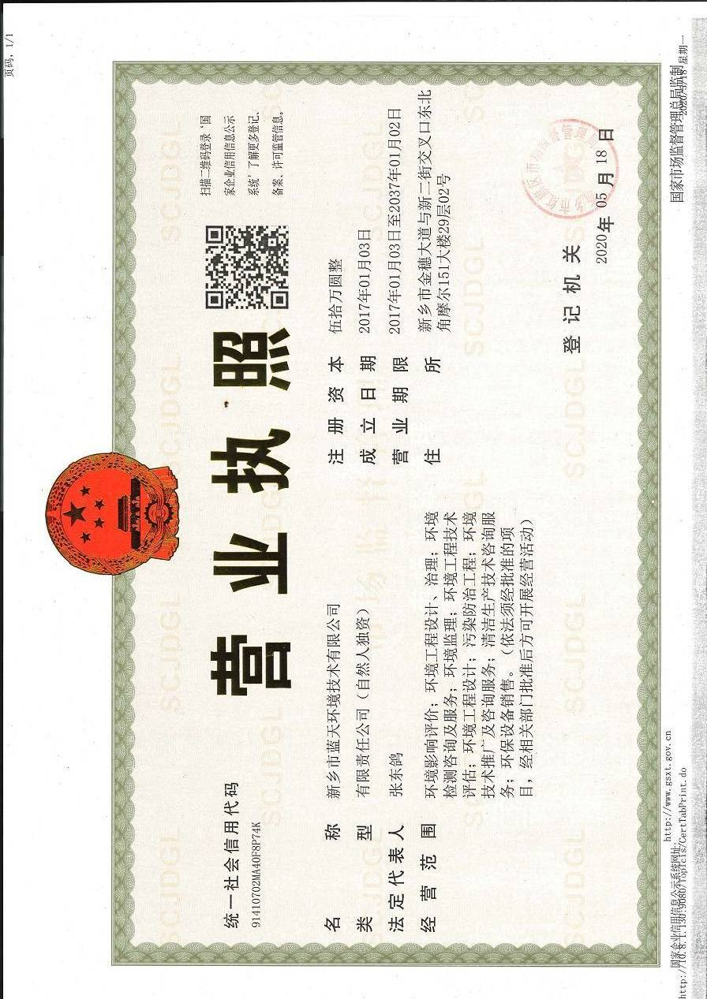 页码，1/1
营业执照
扫描二维码登录‘国
家企业信用信息公示
系统’了解更多登记、
备案、许可监管信息。
统一社会信用代码
91410702MA40F8P74K
名称 新乡市蓝天环境技术有限公司
类型 有限责任公司（自然人独资）
法定代表人 张东鸽
经营范围 环境影响评价；环境工程设计、治理；环境
检测咨询及服务；环境监理；环境工程技术
评估；环境工程设计；污染防治工程；环境
技术推广及咨询服务；清洁生产技术咨询服
务；环保设备销售。（依法须经批准的项
目，经相关部门批准后方可开展经营活动）
注册资本 伍拾万圆整
成立日期 2017年01月03日
营业期限 2017年01月03日至2037年01月02日
住所 新乡市金穗大道与新二街交叉口东北
角摩尔151大楼29层02号
登记机关
2020年 05月 18日
国家企业信用信息公示系统网址：
http://www.gsxt.gov.cn
国家市场监督管理总局监制